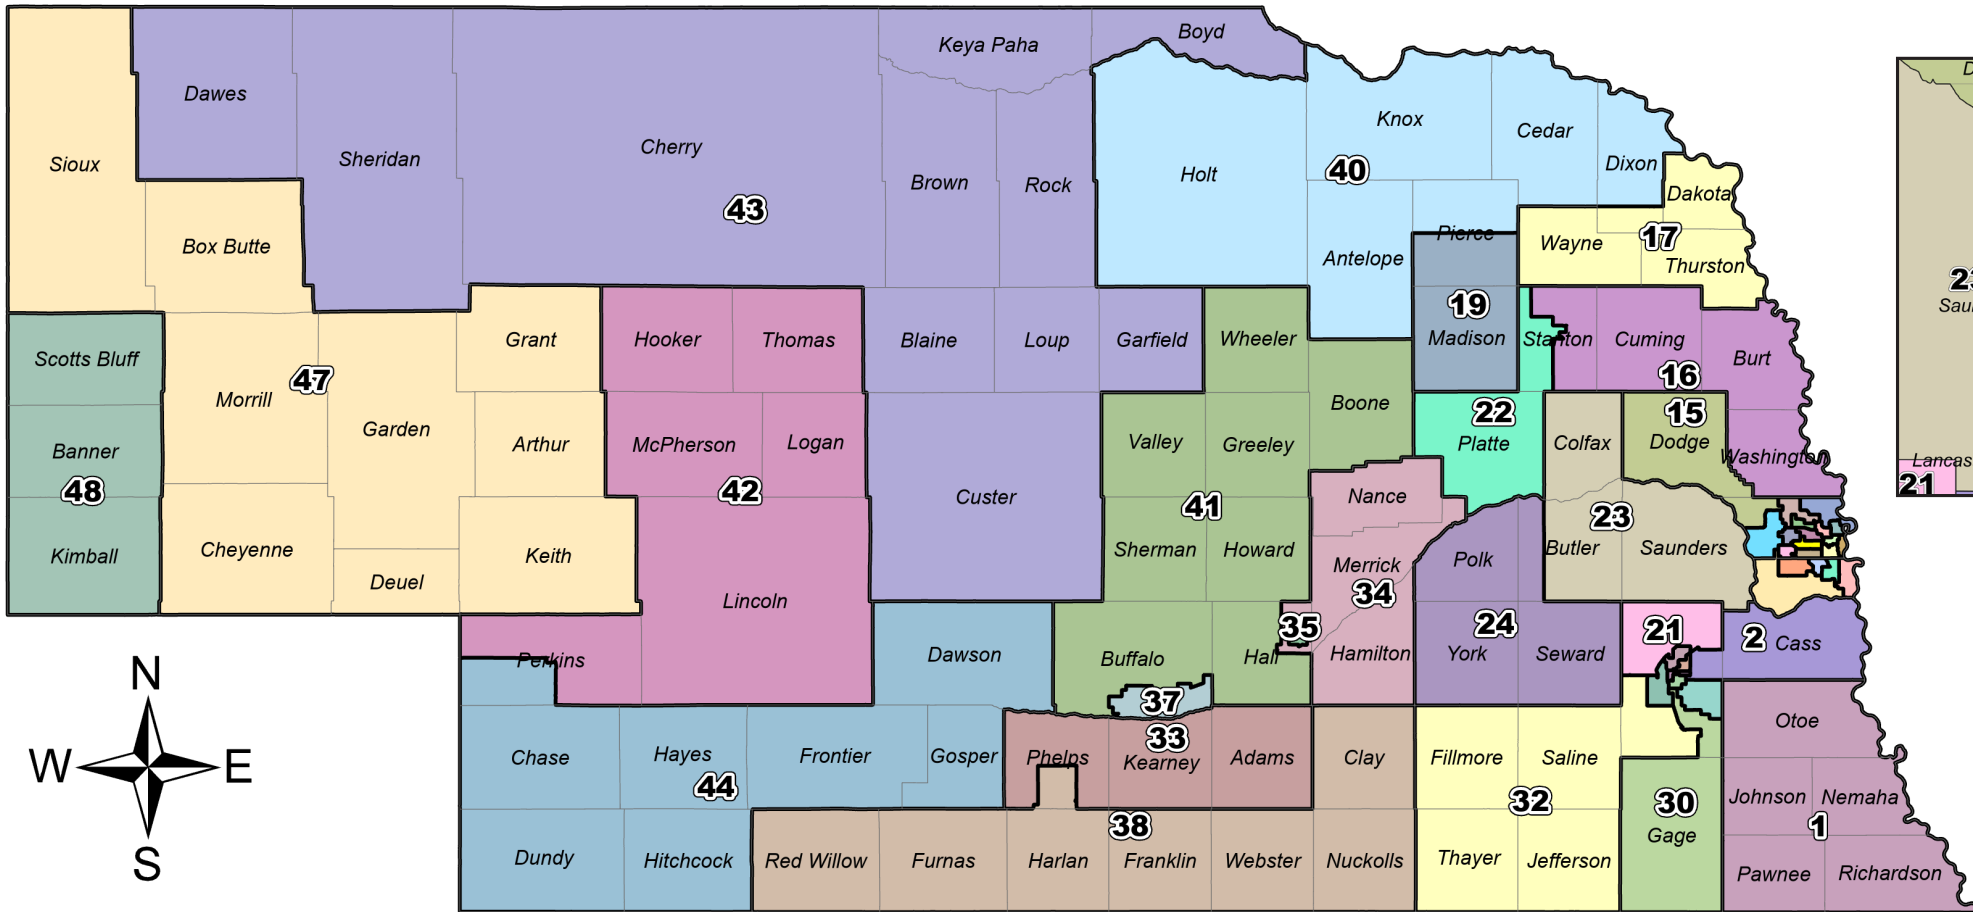 Boyd
Keya Paha
Dawes
Knox
Cedar
Cherry
Sheridan
Sioux
Dixon
40
Holt
Brown
Rock
Dakota
43
Pierce
17
Wayne
Box Butte
Antelope
Thurston
19
Grant
Hooker
Thomas
Blaine
Loup
Garfield
Wheeler
Madison
Stanton
Cuming
Burt
Scotts Bluff
47
16
Morrill
Boone
22
15
Garden
Arthur
McPherson
Logan
Valley
Greeley
Platte
Colfax
Dodge
Banner
Washington
Lancas
21
48
42
Custer
41
Nance
23
Cheyenne
Kimball
Keith
Sherman
Howard
Butler
Saunders
Deuel
Merrick
Polk
34
Lincoln
35
24
21
2
Cass
Perkins
Dawson
Buffalo
Hall
Hamilton
York
Seward
N
37
Otoe
33
Chase
Hayes
Frontier
Gosper
Phelps
Kearney
Adams
Clay
Fillmore
Saline
W
E
44
32
30
Johnson
Nemaha
38
1
Gage
S
Dundy
Hitchcock
Red Willow
Furnas
Harlan
Franklin
Webster
Nuckolls
Thayer
Jefferson
Pawnee
Richardson